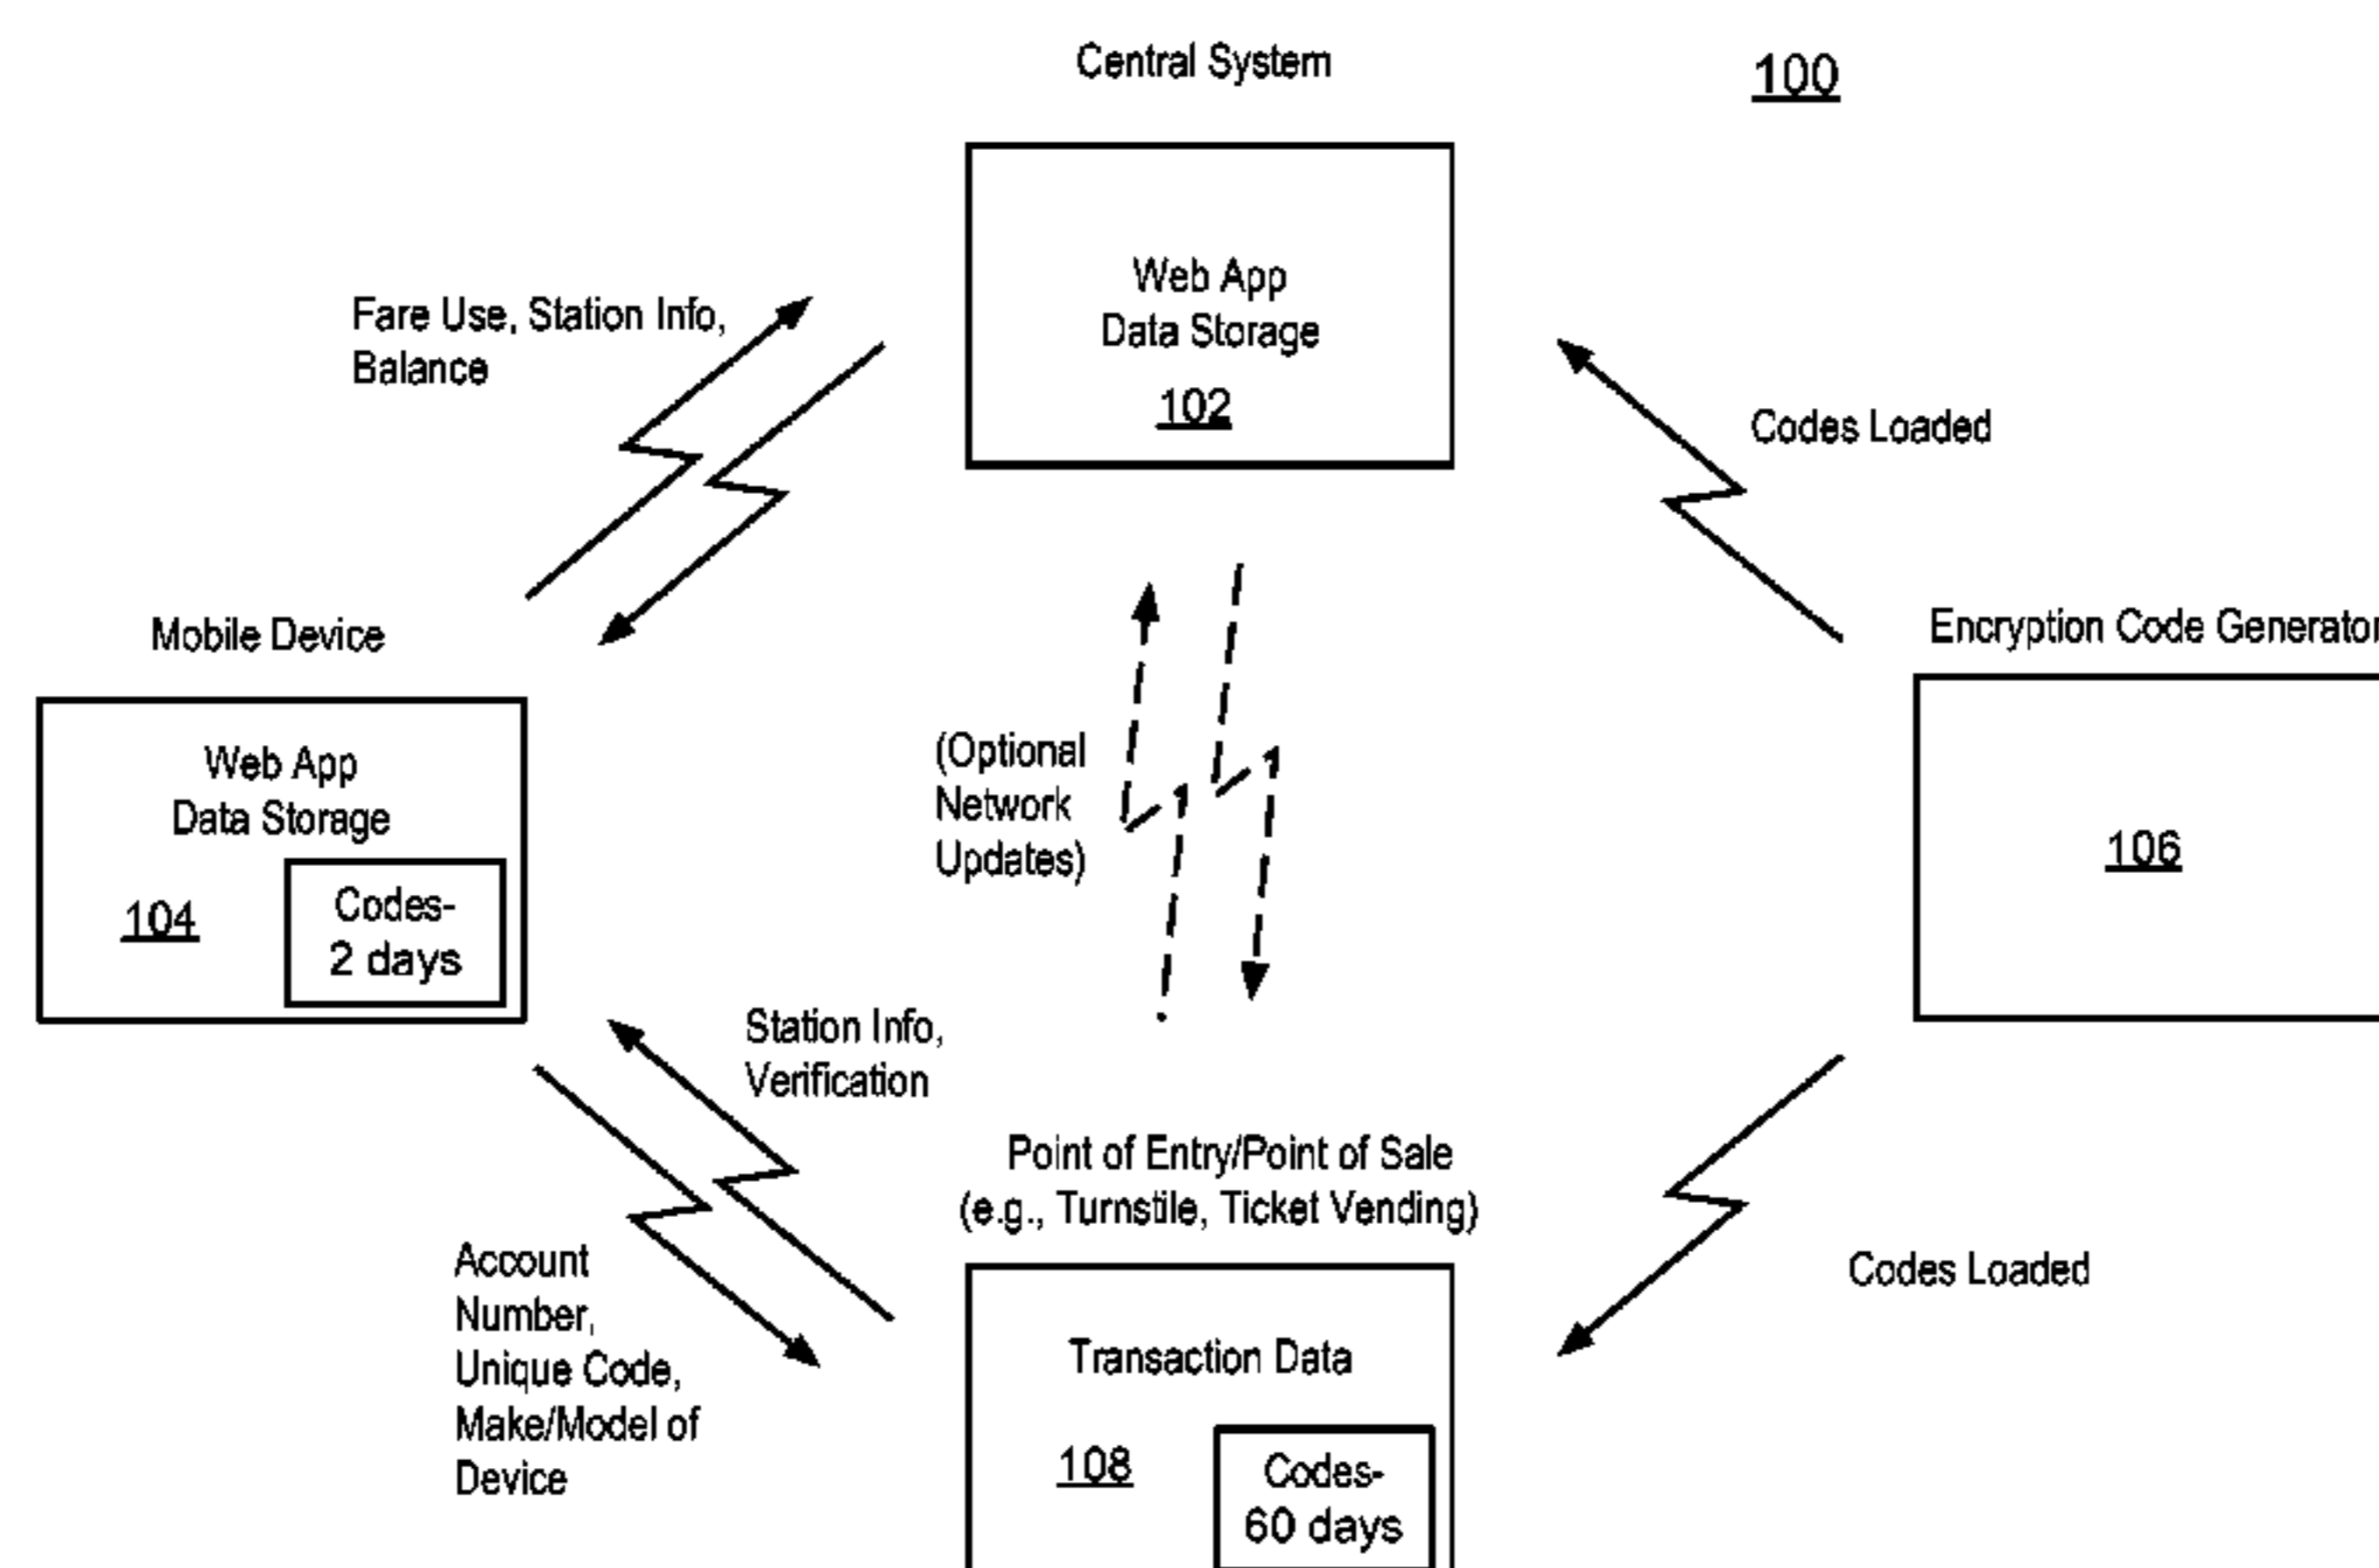 Central System
100
Web App
Data Storage
102
Fare Use, Station Info,
Balance
Codes Loaded
Mobile Device
Encryption Code Generator
Web App
Data Storage
104
Codes-
2 days
(Optional
Network
Updates)
106
Station Info,
Verification
Point of Entry/Point of Sale
(e.g., Turnstile, Ticket Vending)
Account
Number,
Unique Code,
Make/Model of
Device
Codes Loaded
Transaction Data
108
Codes-
60 days